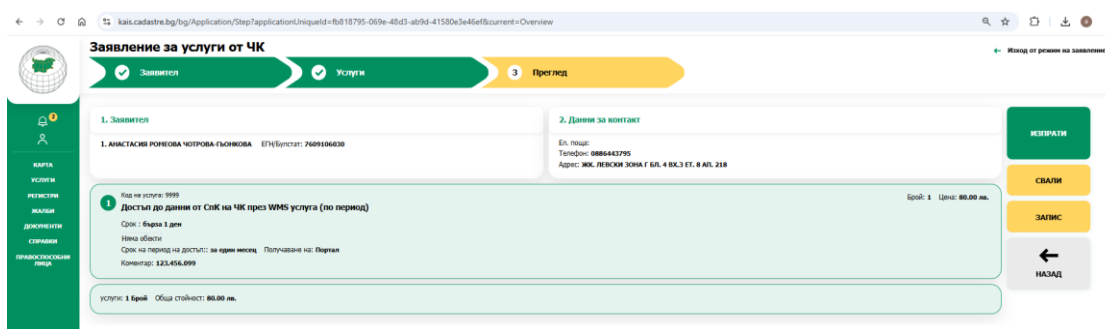 kais.cadastre.bg/bg/Application/Step?applicationUniqueId=fb818795-069e-48d3-ab9d-41580e3e46ef&current=Overview
Заявление за услуги от ЧК
Изход от режим на заявление
Заявител
Услуги
3 Преглед
2
КАРТА
УСЛУГИ
РЕГИСТРИ
ЖАЛБИ
ДОКУМЕНТИ
СПРАВКИ
ПРАВОСПОСОБНИ
ЛИЦА
1. Заявител
1. АНАСТАСИЯ РОМЕОВА ЧОТРОВА-ГЬОНКОВА ЕГН/Булстат: 7609106030
2. Данни за контакт
Ел. поща:
Телефон: 0886443795
Адрес: ЖК. ЛЕВСКИ ЗОНА Г БЛ. 4 ВХ.3 ЕТ. 8 АП. 218
1
Код на услуга: 9999
Достъп до данни от СпК на ЧК през WMS услуга (по период)
Брой: 1 Цена: 80.00 лв.
Срок : бърза 1 ден
Няма обекти
Срок на период на достъп:: за един месец Получаване на: Портал
Коментар: 123.456.099
услуги: 1 Брой Обща стойност: 80.00 лв.
ИЗПРАТИ
СВАЛИ
ЗАПИС
НАЗАД